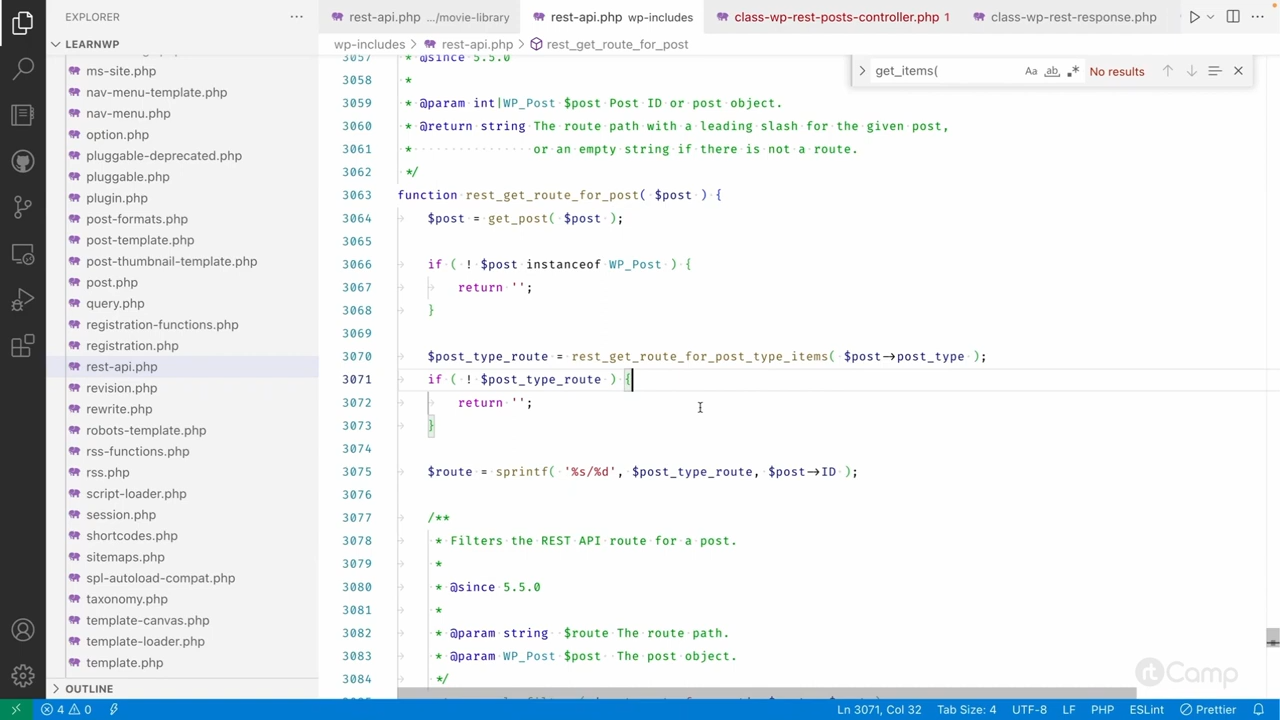 EXPLORER
LEARNWP
ms-site.php
nav-menu-template.php
nav-menu.php
option.php
pluggable-deprecated.php
pluggable.php
plugin.php
post-formats.php
post-template.php
post-thumbnail-template.php
post.php
query.php
registration-functions.php
registration.php
rest-api.php
revision.php
rewrite.php
robots-template.php
rss-functions.php
rss.php
script-loader.php
session.php
shortcodes.php
sitemaps.php
spl-autoload-compat.php
taxonomy.php
template-canvas.php
template-loader.php
template.php
OUTLINE
rest-api.php .../movie-library
rest-api.php wp-includes
class-wp-rest-posts-controller.php 1
class-wp-rest-response.php
wp-includes > rest-api.php > rest_get_route_for_post
get_items(
Aa ab, .*
No results
3057 * @since 5.5.0
3058 *
3059 * @param int|WP_Post $post Post ID or post object.
3060 * @return string The route path with a leading slash for the given post,
3061 * or an empty string if there is not a route.
3062 */
3063 function rest_get_route_for_post( $post ) {
3064 $post = get_post( $post );
3065
3066 if ( ! $post instanceof WP_Post ) {
3067 return '';
3068 }
3069
3070 $post_type_route = rest_get_route_for_post_type_items( $post->post_type );
3071 if ( ! $post_type_route ) {
3072 return '';
3073 }
3074
3075 $route = sprintf( '%s/%d', $post_type_route, $post->ID );
3076
3077 /**
3078 * Filters the REST API route for a post.
3079 *
3080 * @since 5.5.0
3081 *
3082 * @param string $route The route path.
3083 * @param WP_Post $post The post object.
3084 */
rtCamp
4 0
Ln 3071, Col 32 Tab Size: 4 UTF-8 LF PHP ESLint Prettier